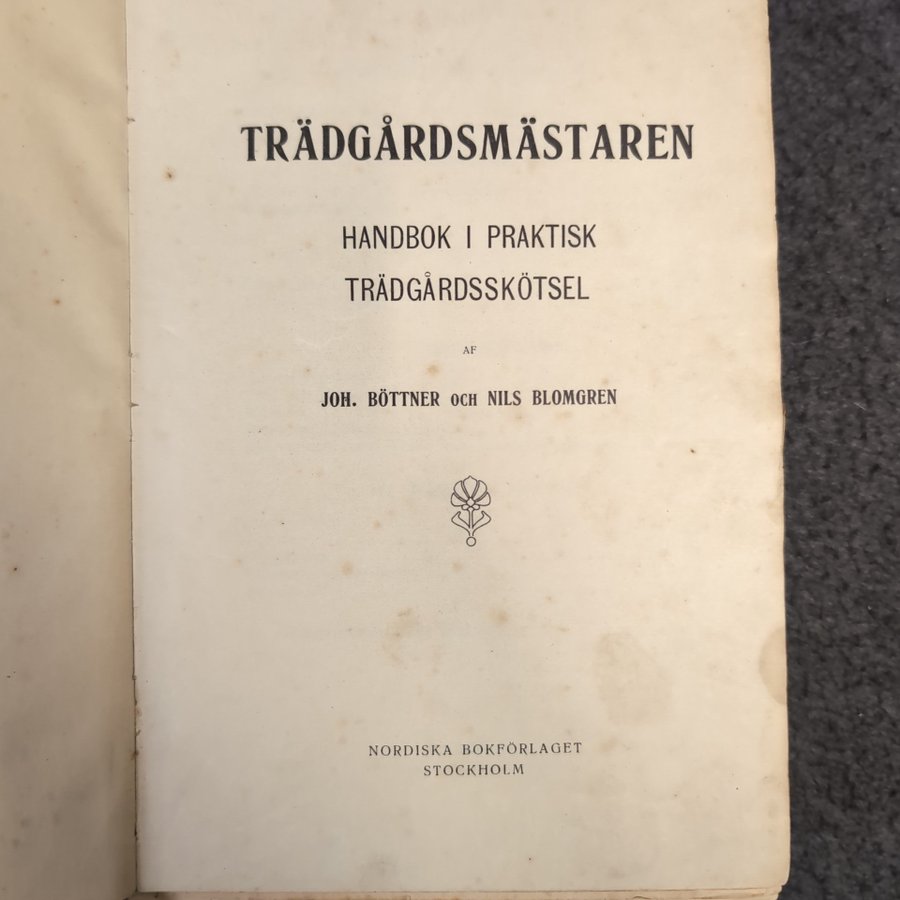 TRÄDGÅRDSMÄSTAREN
HANDBOK I PRAKTISK
TRÄDGÅRDSSKÖTSEL
AF
JOH. BÖTTNER OCH NILS BLOMGREN
NORDISKA BOKFÖRLAGET
STOCKHOLM